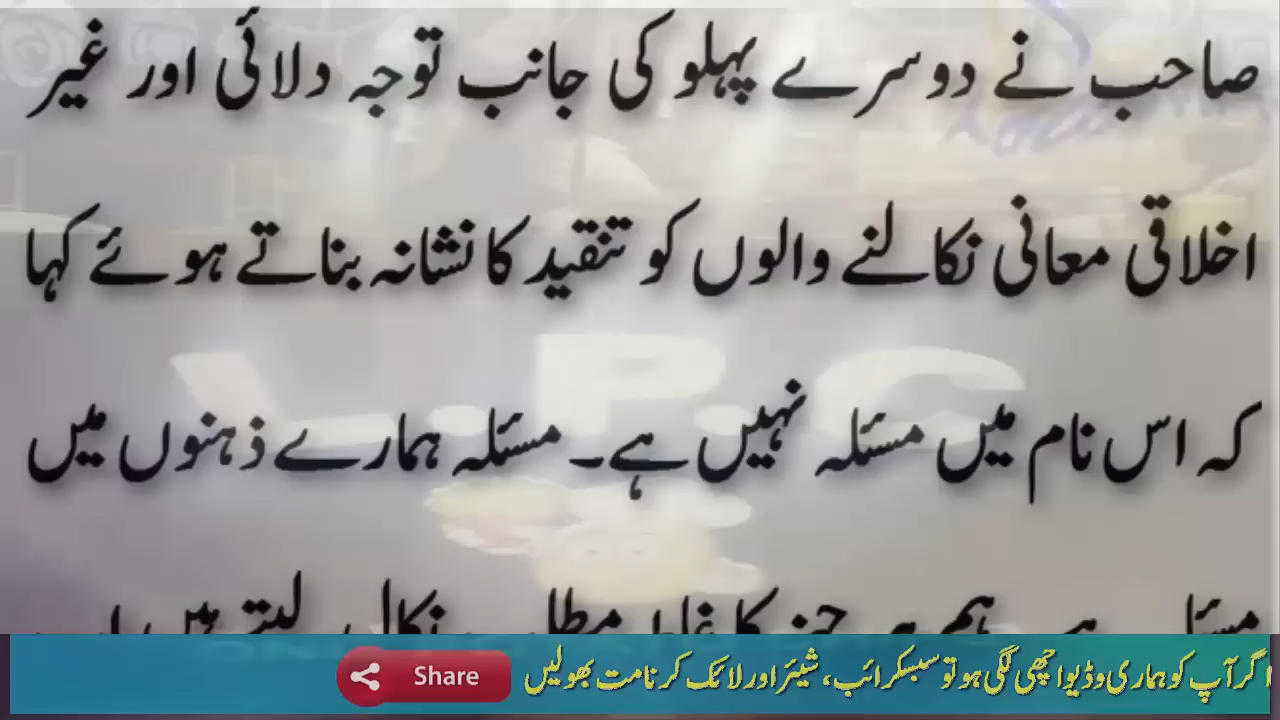 صاحب نے دوسرے پہلو کی جانب توجہ دلائی اور غیر
اخلاقی معانی نکالنے والوں کو تنقید کا نشانہ بناتے ہوئے کہا
کہ اس نام میں مسئلہ نہیں ہے۔ مسئلہ ہمارے ذہنوں میں
Share اگر آپ کو ہماری وڈیو اچھی لگی ہو تو سبسکرائب، شیئر اور لائک کرنا مت بھولیں